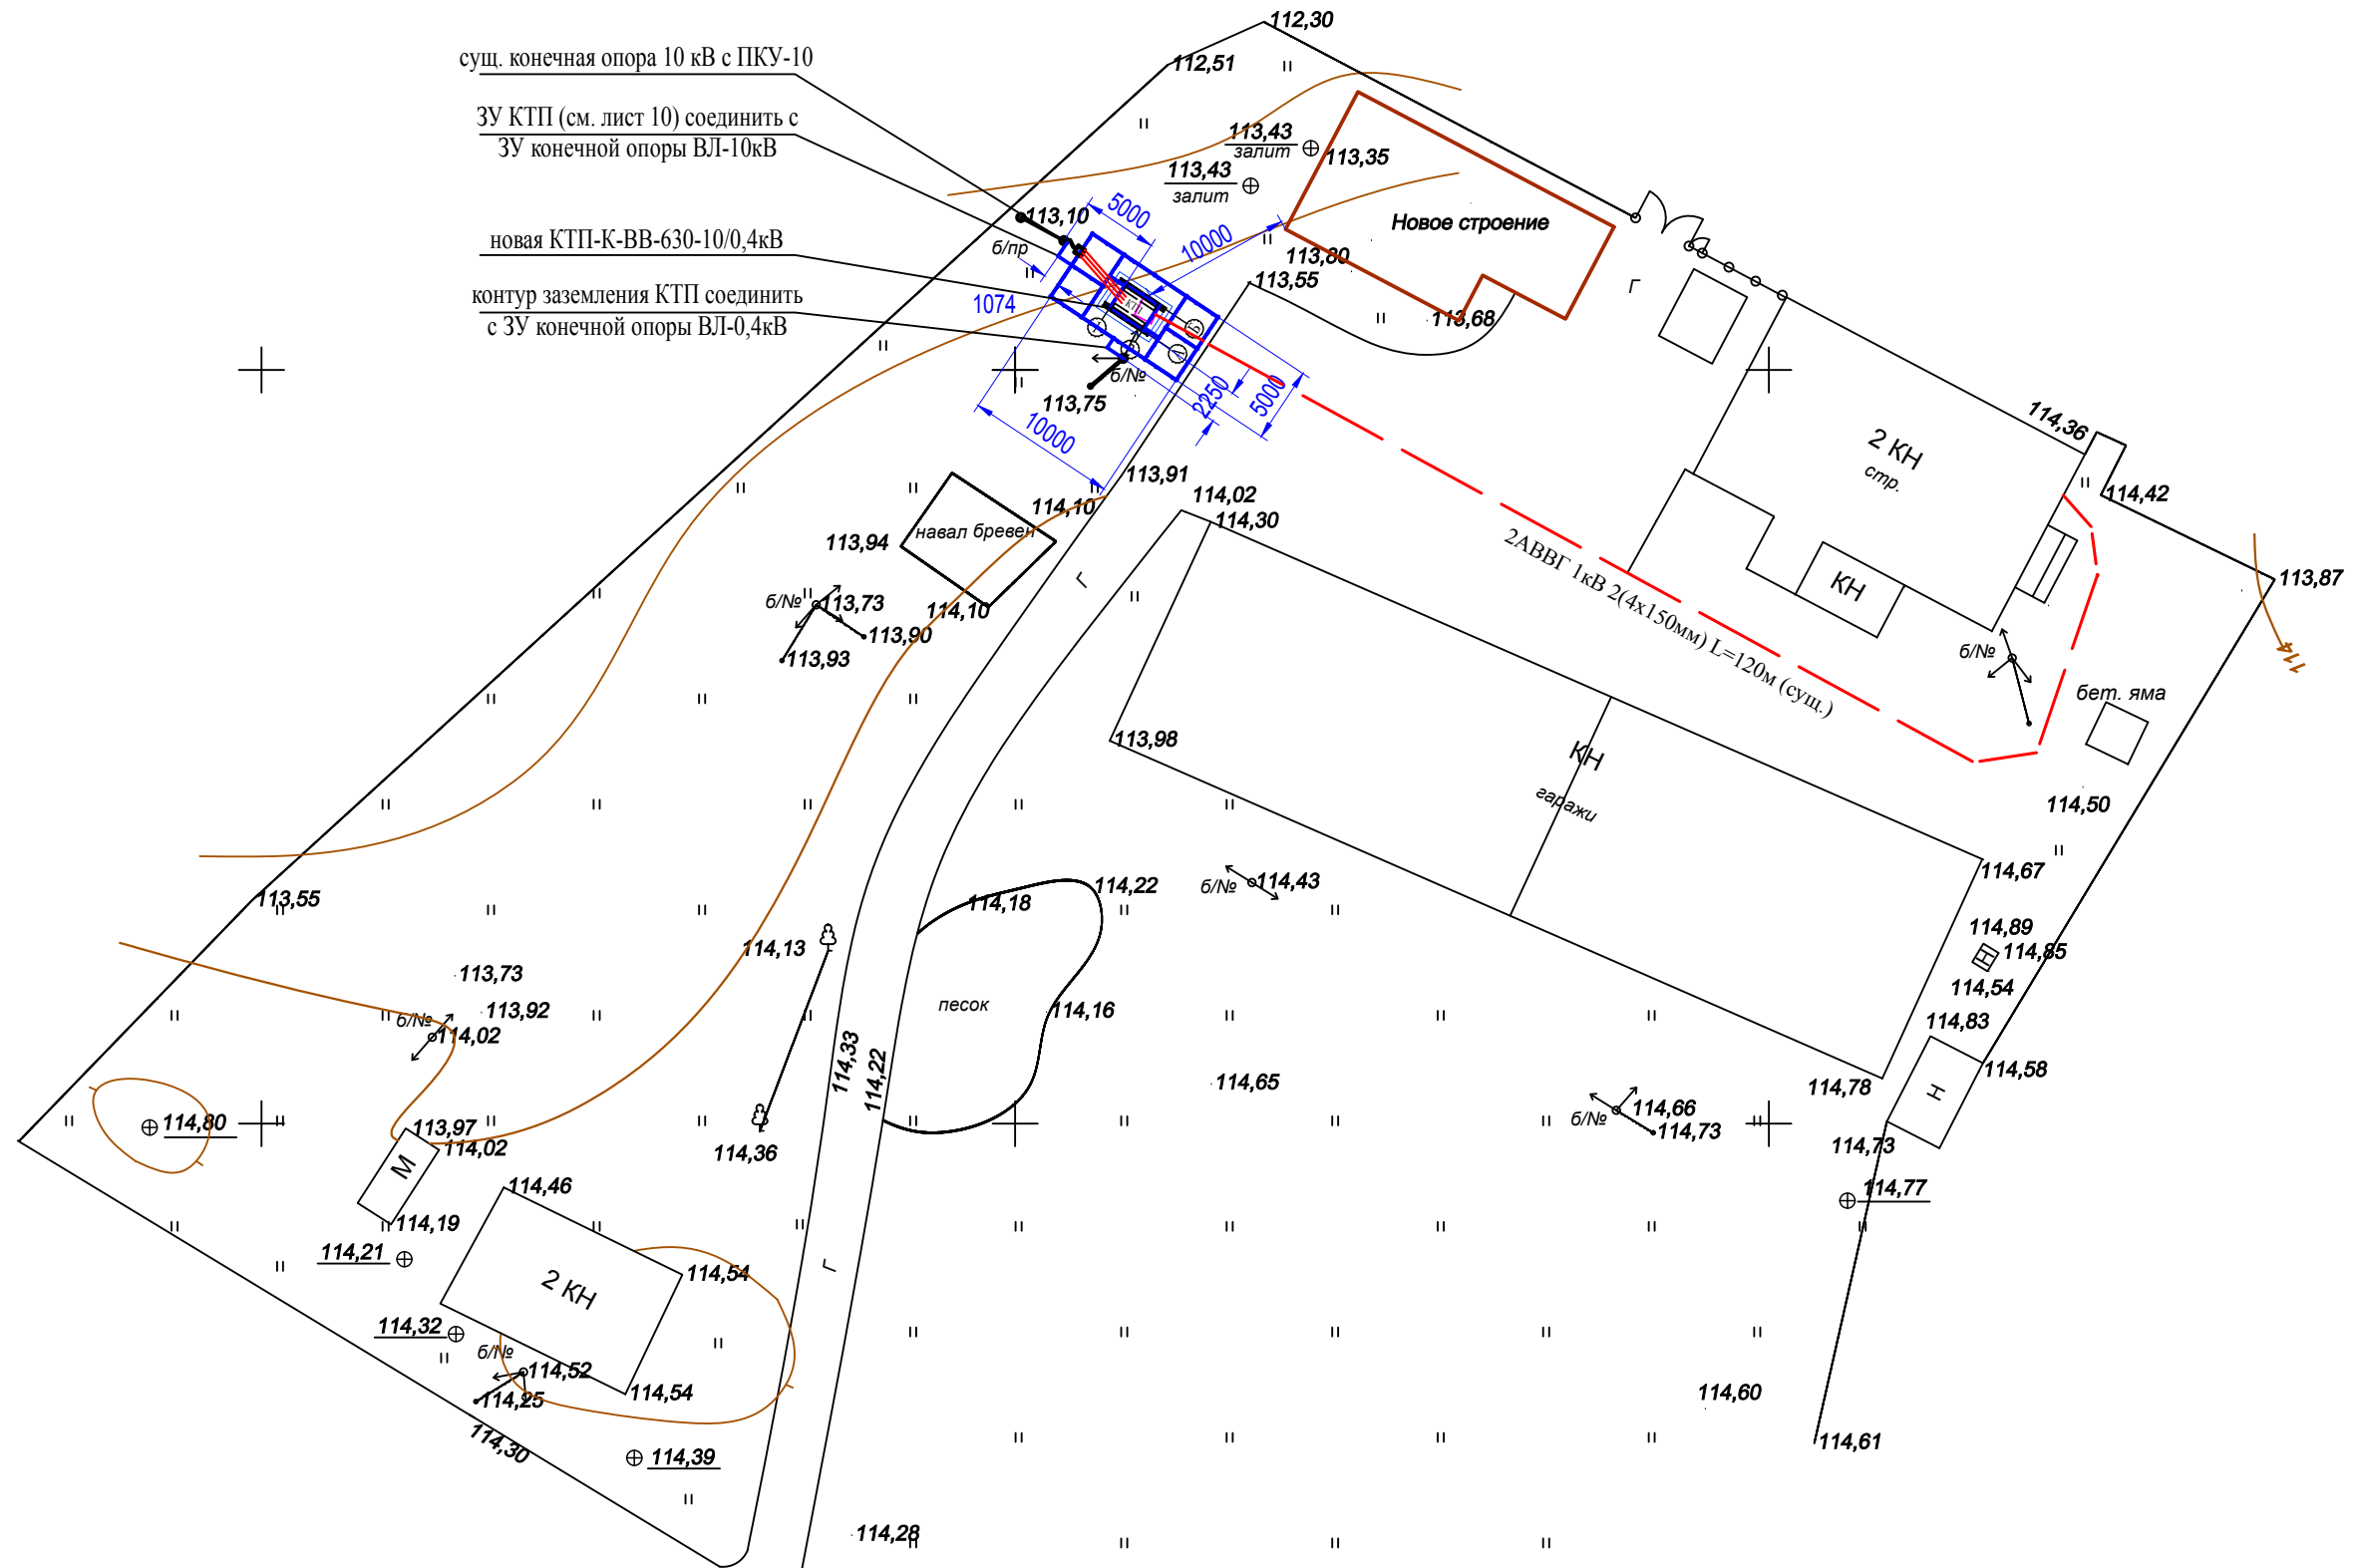 112,30
сущ. конечная опора 10 кВ с ПКУ-10
112,51
ЗУ КТП (см. лист 10) соединить с
ЗУ конечной опоры ВЛ-10кВ
113,43
залит
113,35
113,43
залит
5000
113,10
Новое строение
10000
новая КТП-К-ВВ-630-10/0,4кВ
б/пр
113,80
113,55
Г
контур заземления КТП соединить
с ЗУ конечной опоры ВЛ-0,4кВ
1074
113,68
б/№
113,75
2250
5000
10000
114,36
2 КН
стр.
113,91
114,02
114,42
114,10
114,30
навал бревен
113,94
2АВВГ 1кВ 2(4х150мм) L=120м (сущ.)
Г
КН
113,87
б/№
113,73
114,10
113,90
113,93
б/№
114
бет. яма
113,98
КН
гаражи
114,50
114,67
б/№
114,43
114,22
114,18
113,55
114,13
114,89
114,85
Н
114,54
113,73
песок
113,92
114,16
б/№
114,02
114,83
114,33
114,22
114,65
114,58
114,78
Н
114,66
б/№
114,73
114,80
113,97
114,02
М
114,36
114,73
114,77
114,46
114,19
114,21
Г
114,54
2 КН
114,32
б/№
114,52
114,25
114,54
114,60
114,30
114,39
114,61
114,28